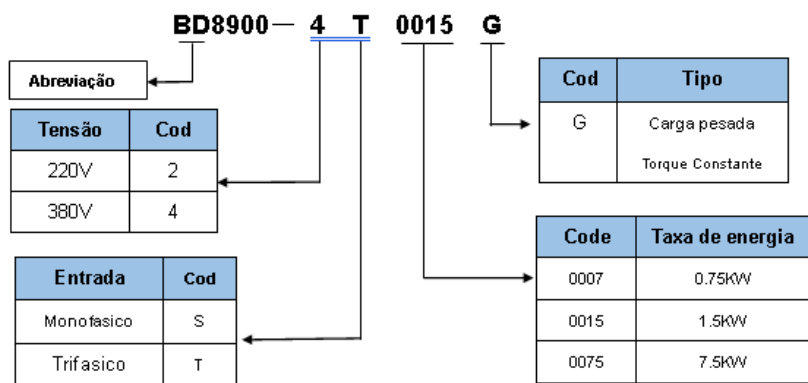 BD8900— 4 T 0015 G
Abreviação
Tensão Cod
220V 2
380V 4
Entrada Cod
Monofasico S
Trifasico T
Cod Tipo
G Carga pesada
Torque Constante
Code Taxa de energia
0007 0.75KW
0015 1.5KW
0075 7.5KW